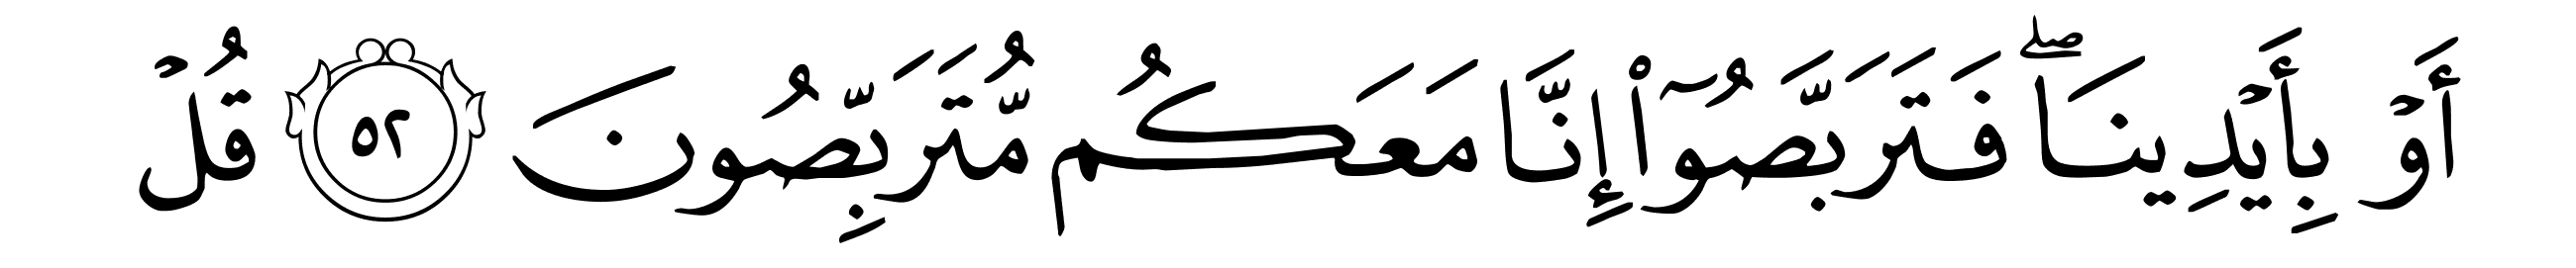 أَوۡ بِأَيۡدِينَاۖ فَتَرَبَّصُوٓاْ إِنَّا مَعَكُم مُّتَرَبِّصُونَ ٥٢ قُلۡ